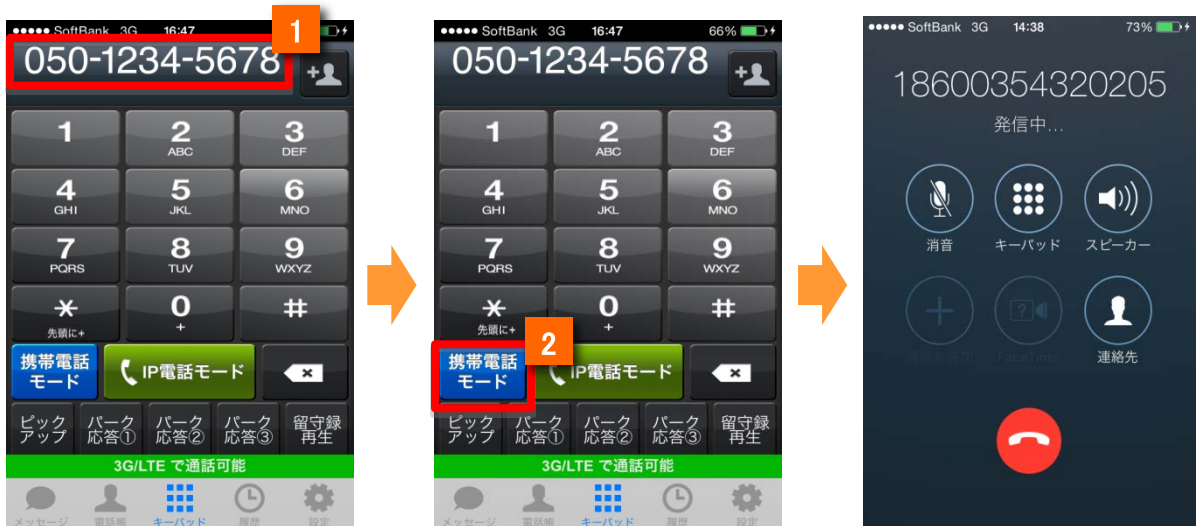 SoftBank 3G 16:47
1
050-1234-5678
1
2
ABC
3
DEF
4
GHI
5
JKL
6
MNO
7
PQRS
8
TUV
9
WXYZ
先頭に+
0
+
#
携帯電話
モード
IP電話モード
ピック
アップ
パーク
応答①
パーク
応答②
パーク
応答③
留守録
再生
3G/LTE で通話可能
メッセージ
電話帳
キーパッド
履歴
設定
SoftBank 3G 16:47 66%
050-1234-5678
1
2
ABC
3
DEF
4
GHI
5
JKL
6
MNO
7
PQRS
8
TUV
9
WXYZ
先頭に+
0
+
#
2
携帯電話
モード
IP電話モード
ピック
アップ
パーク
応答①
パーク
応答②
パーク
応答③
留守録
再生
3G/LTE で通話可能
メッセージ
電話帳
キーパッド
履歴
設定
SoftBank 3G 14:38 73%
18600354320205
発信中...
消音
キーパッド
スピーカー
通話を追加
FaceTime
連絡先